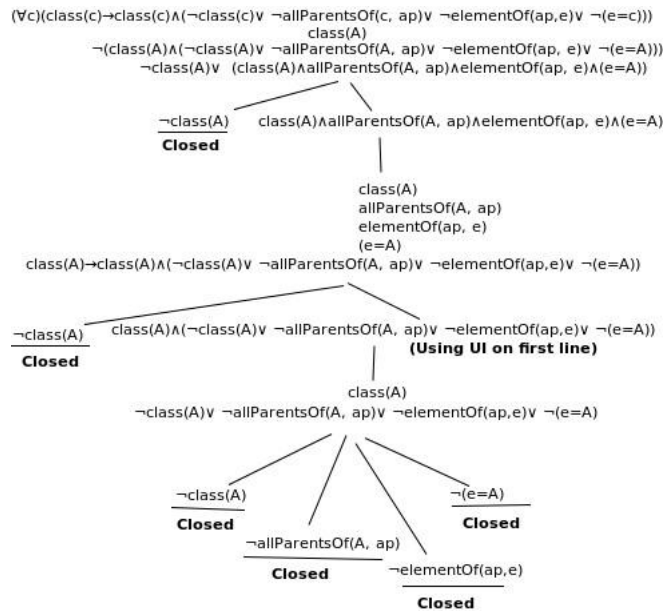 (∀c)(class(c)→class(c)∧(¬class(c)∨ ¬allParentsOf(c, ap)∨ ¬elementOf(ap,e)∨ ¬(e=c)))
class(A)
¬(class(A)∧(¬class(A)∨ ¬allParentsOf(A, ap)∨ ¬elementOf(ap, e)∨ ¬(e=A)))
¬class(A)∨ (class(A)∧allParentsOf(A, ap)∧elementOf(ap, e)∧(e=A))
¬class(A) class(A)∧allParentsOf(A, ap)∧elementOf(ap, e)∧(e=A)
Closed
class(A)
allParentsOf(A, ap)
elementOf(ap, e)
(e=A)
class(A)→class(A)∧(¬class(A)∨ ¬allParentsOf(A, ap)∨ ¬elementOf(ap,e)∨ ¬(e=A))
¬class(A) class(A)∧(¬class(A)∨ ¬allParentsOf(A, ap)∨ ¬elementOf(ap,e)∨ ¬(e=A))
Closed (Using UI on first line)
class(A)
¬class(A)∨ ¬allParentsOf(A, ap)∨ ¬elementOf(ap,e)∨ ¬(e=A)
¬class(A) ¬(e=A)
Closed Closed
¬allParentsOf(A, ap)
Closed
¬elementOf(ap,e)
Closed